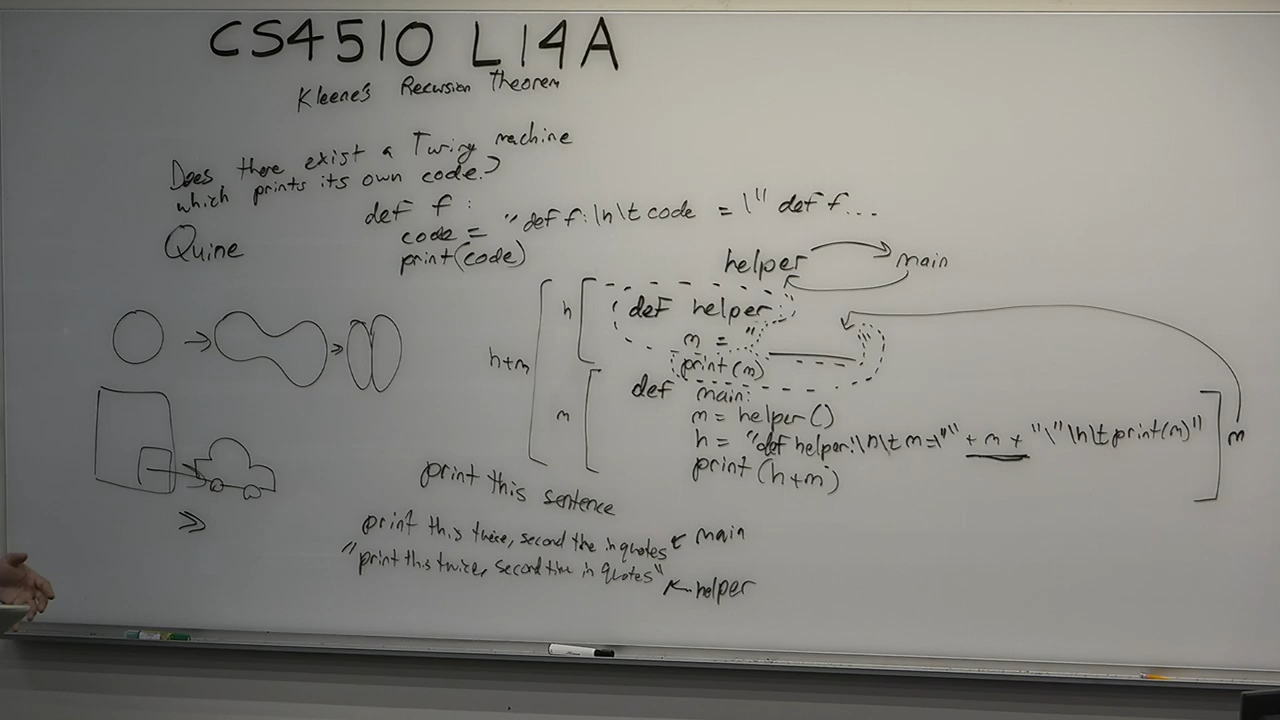 CS4510 L14A
Kleene's Recursion Theorem
Does there exist a Turing machine
which prints its own code?
Quine
def f:
code = "def f:\n\t code = \" def f...
print(code)
helper
main
h+m
h
def helper
m = "
"
print(m)
m
def main:
m = helper()
h = "def helper:\n\t m=\"" + m + "\"\n\t print(m)"
print(h+m)
m
print this sentence
print this twice, second the in quotes
main
"print this twice, second time in quotes"
helper